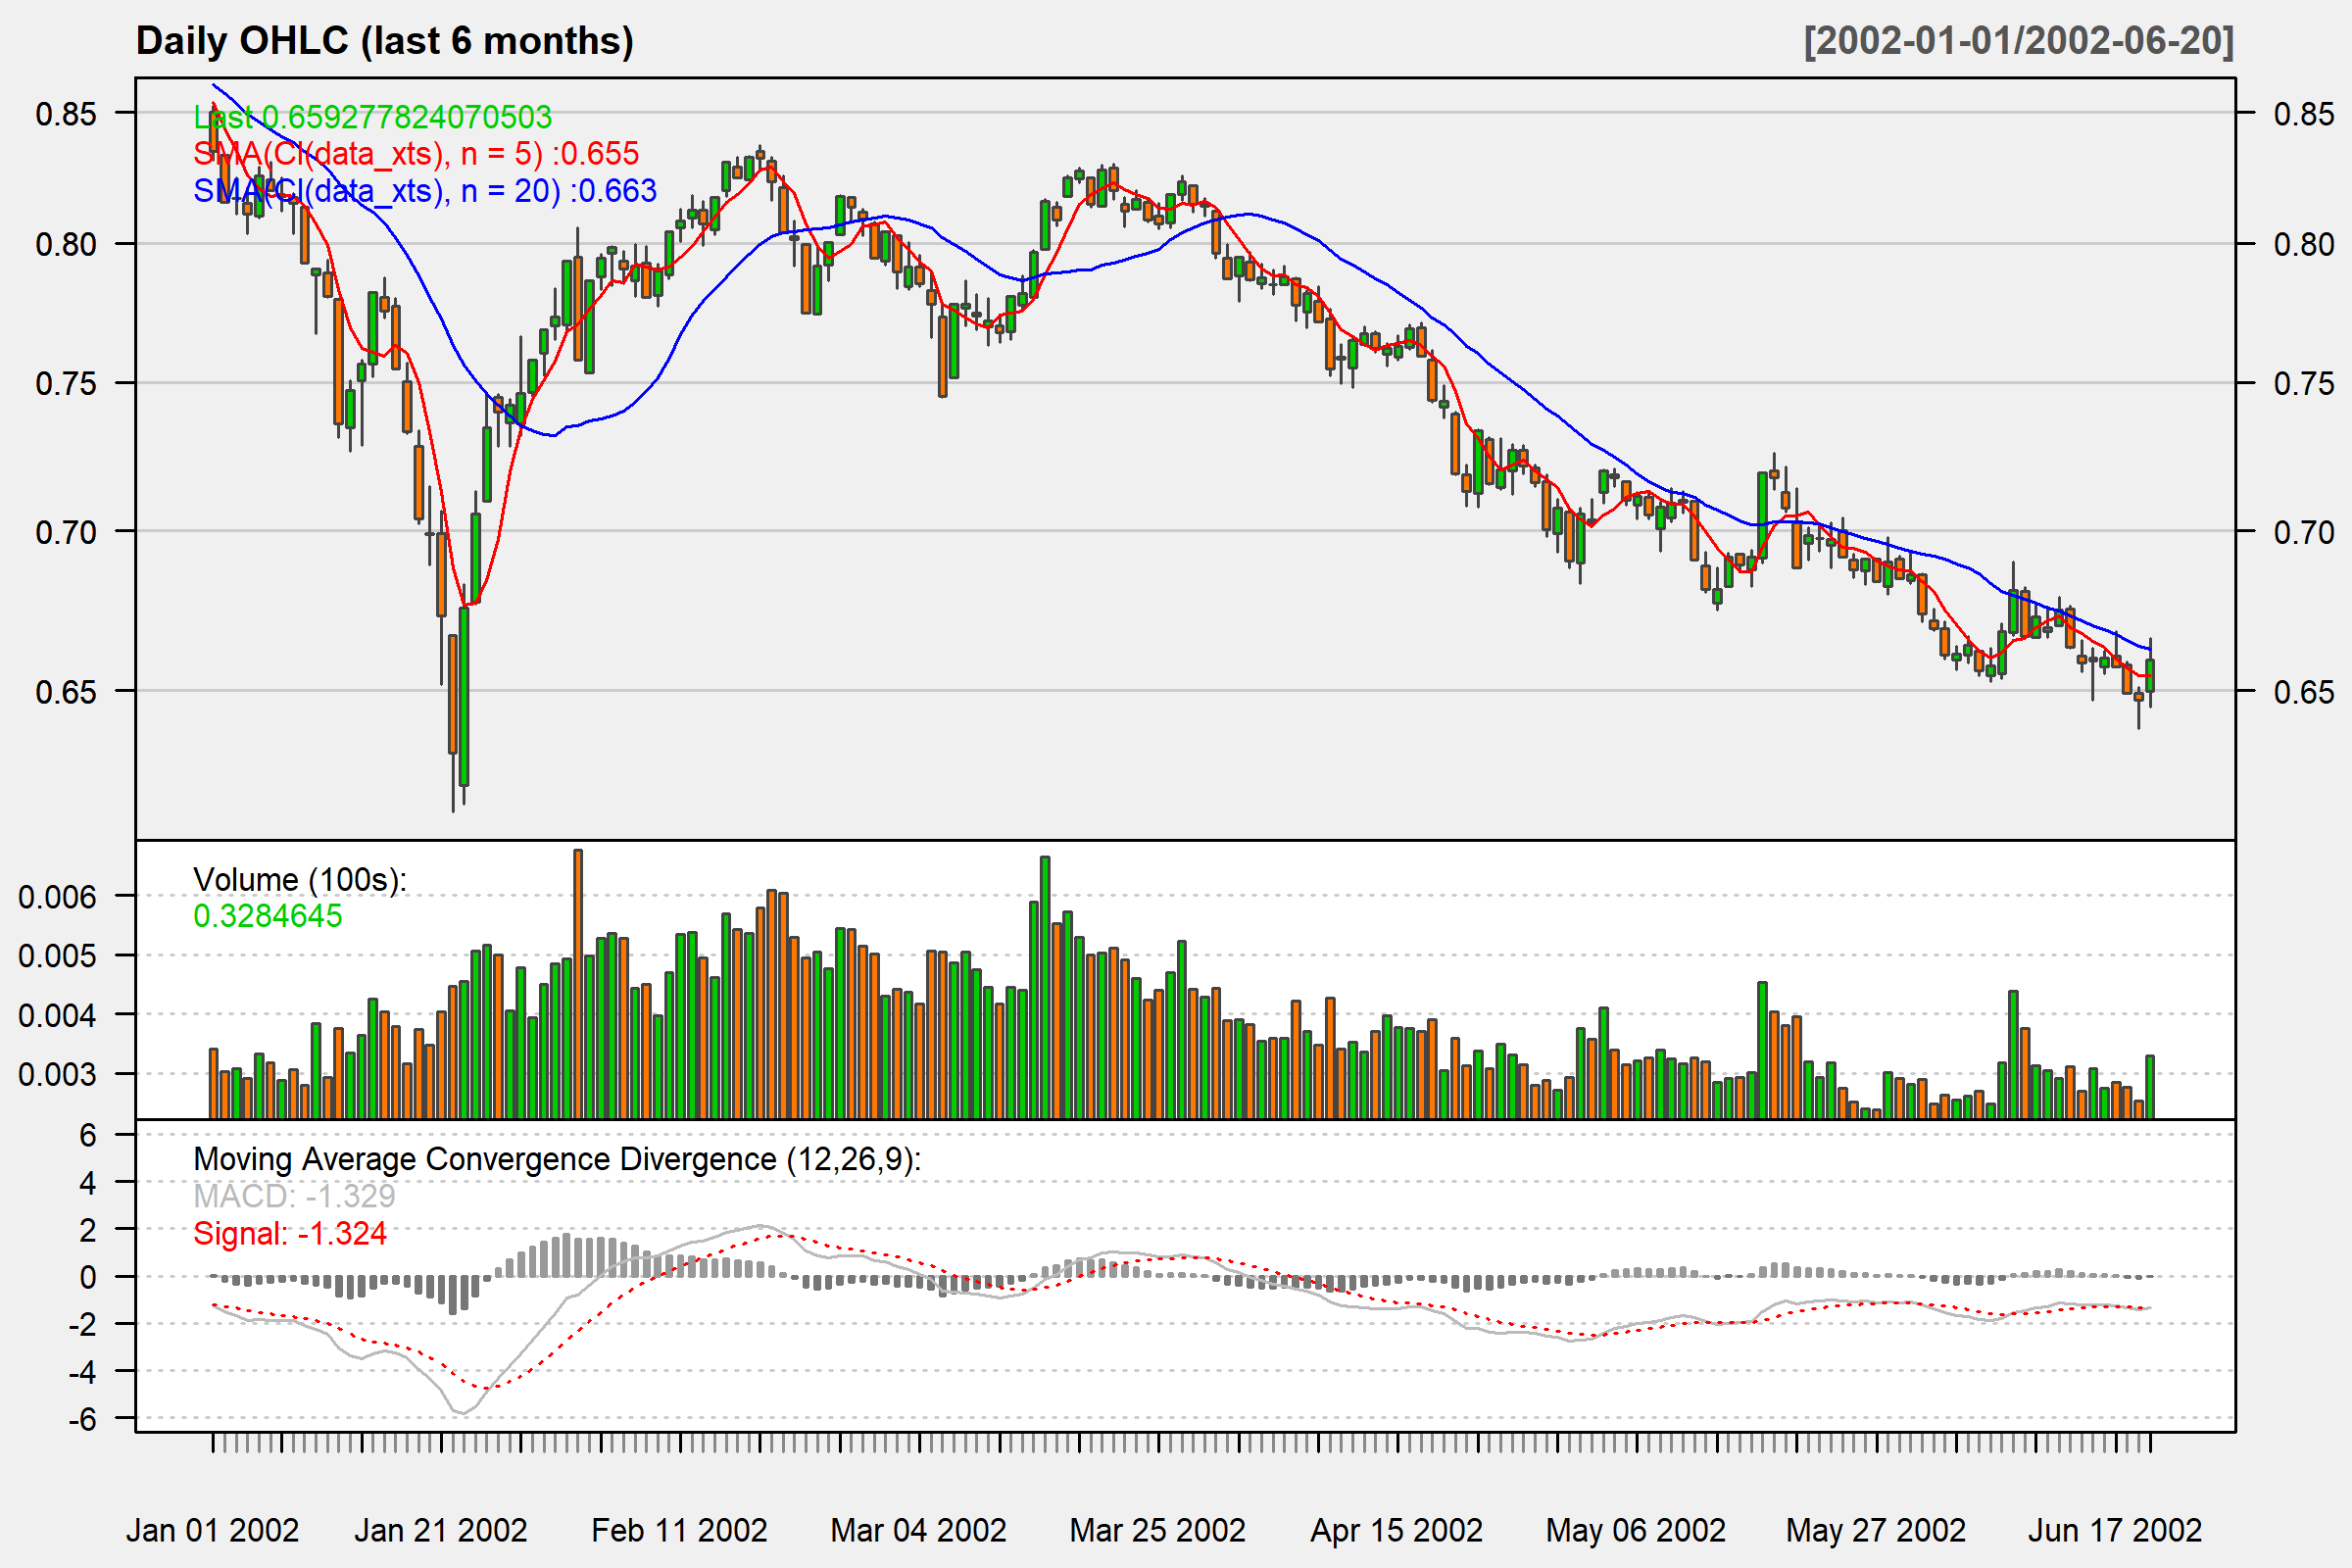 Daily OHLC (last 6 months) [2002-01-01/2002-06-20]
Last 0.659277824070503
SMA(Cl(data_xts), n = 5) :0.655
SMA(Cl(data_xts), n = 20) :0.663
0.85 0.85
0.80 0.80
0.75 0.75
0.70 0.70
0.65 0.65
Volume (100s):
0.3284645
0.006
0.005
0.004
0.003
Moving Average Convergence Divergence (12,26,9):
MACD: -1.329
Signal: -1.324
6
4
2
0
-2
-4
-6
Jan 01 2002 Jan 21 2002 Feb 11 2002 Mar 04 2002 Mar 25 2002 Apr 15 2002 May 06 2002 May 27 2002 Jun 17 2002